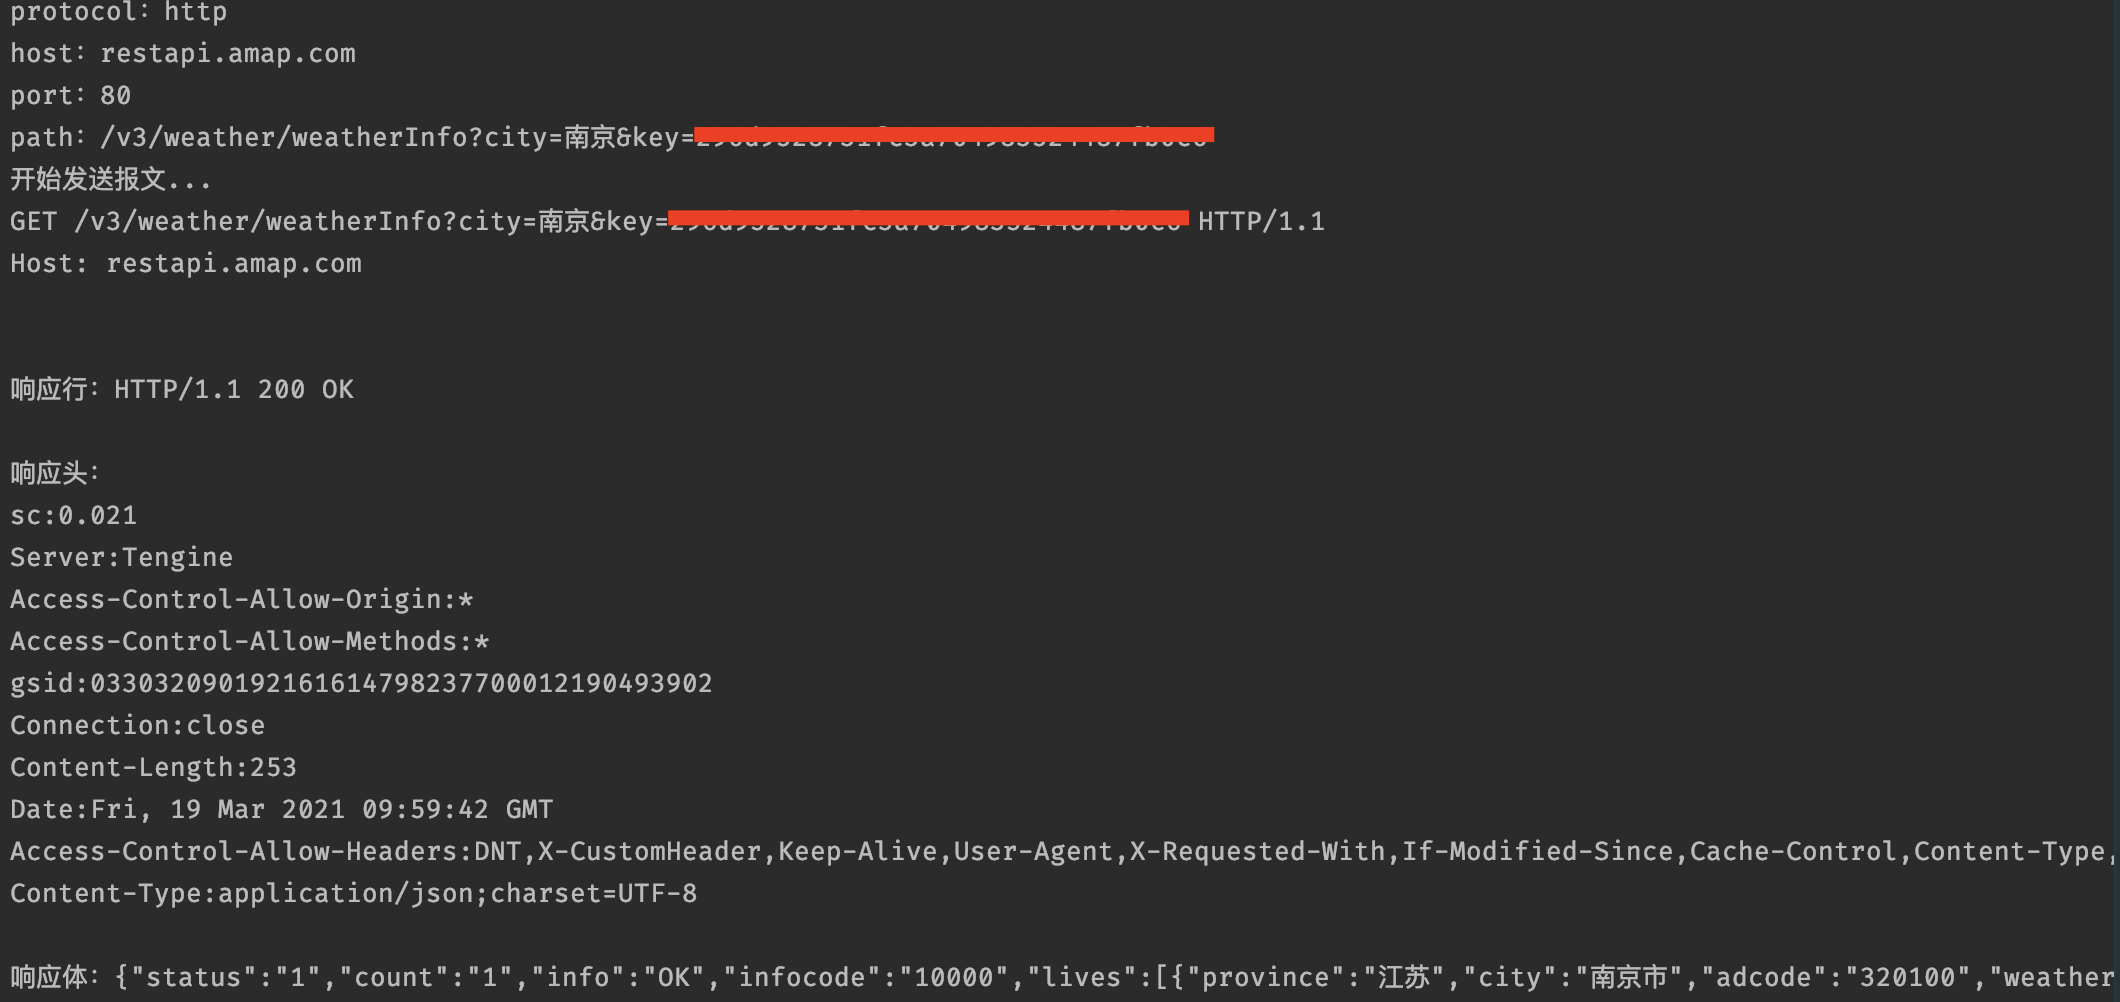 protocol：http
host：restapi.amap.com
port：80
path：/v3/weather/weatherInfo?city=南京&key=
开始发送报文...
GET /v3/weather/weatherInfo?city=南京&key= HTTP/1.1
Host: restapi.amap.com
响应行：HTTP/1.1 200 OK
响应头：
sc:0.021
Server:Tengine
Access-Control-Allow-Origin:*
Access-Control-Allow-Methods:*
gsid:033032090192161614798237700012190493902
Connection:close
Content-Length:253
Date:Fri, 19 Mar 2021 09:59:42 GMT
Access-Control-Allow-Headers:DNT,X-CustomHeader,Keep-Alive,User-Agent,X-Requested-With,If-Modified-Since,Cache-Control,Content-Type,
Content-Type:application/json;charset=UTF-8
响应体：{"status":"1","count":"1","info":"OK","infocode":"10000","lives":[{"province":"江苏","city":"南京市","adcode":"320100","weather